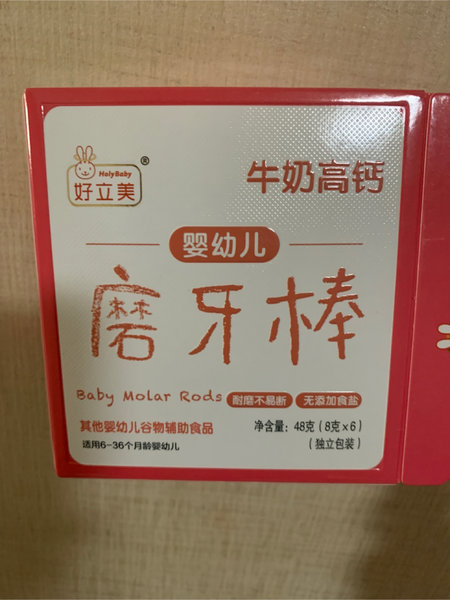 HolyBaby
好立美®
牛奶高钙
婴幼儿
磨牙棒
Baby Molar Rods 耐磨不易断 无添加食盐
其他婴幼儿谷物辅助食品 净含量：48克（8克×6）
适用6-36个月龄婴幼儿 （独立包装）